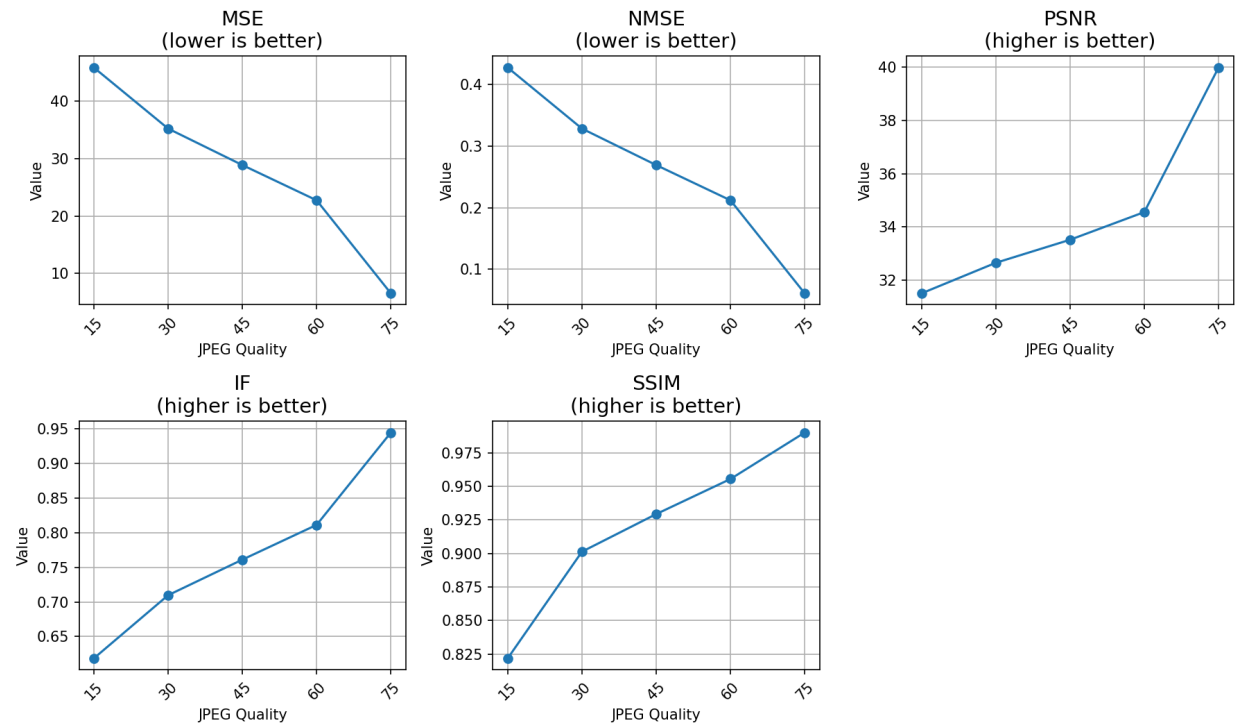 MSE
(lower is better)
Value
40
30
20
10
15
30
45
60
75
JPEG Quality
NMSE
(lower is better)
Value
0.4
0.3
0.2
0.1
15
30
45
60
75
JPEG Quality
PSNR
(higher is better)
Value
40
38
36
34
32
15
30
45
60
75
JPEG Quality
IF
(higher is better)
Value
0.95
0.90
0.85
0.80
0.75
0.70
0.65
15
30
45
60
75
JPEG Quality
SSIM
(higher is better)
Value
0.975
0.950
0.925
0.900
0.875
0.850
0.825
15
30
45
60
75
JPEG Quality